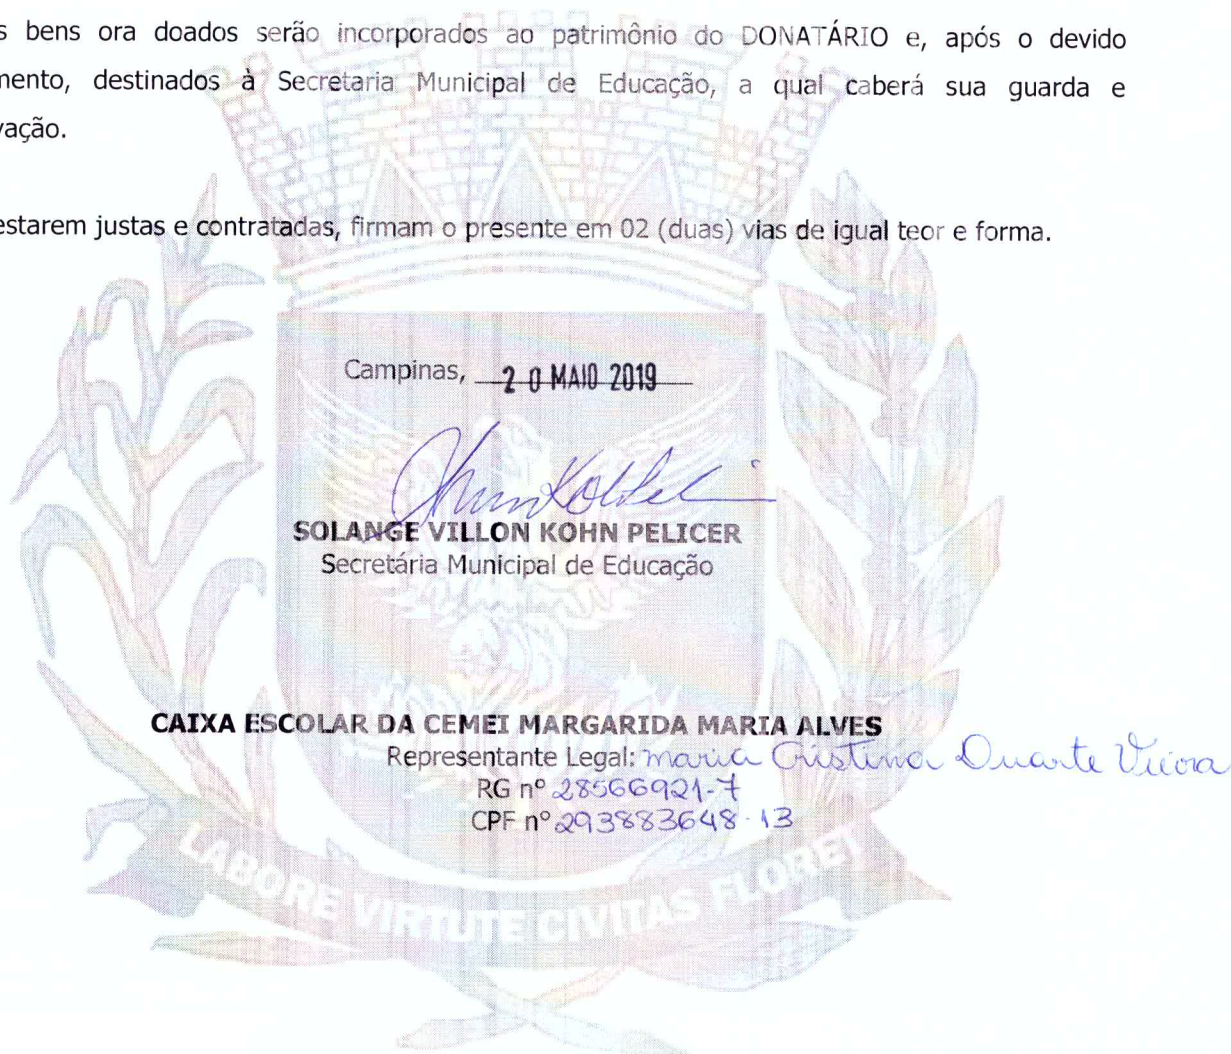 s bens ora doados serão incorporados ao patrimônio do DONATÁRIO e, após o devido
mento, destinados à Secretaria Municipal de Educação, a qual caberá sua guarda e
vação.
estarem justas e contratadas, firmam o presente em 02 (duas) vias de igual teor e forma.
Campinas, 20 MAIO 2019
SOLANGE VILLON KOHN PELICER
Secretária Municipal de Educação
CAIXA ESCOLAR DA CEMEI MARGARIDA MARIA ALVES
Representante Legal: Maria Cristina Duarte Vieira
RG nº 28566921-7
CPF nº 293883648-13
LABORE VIRTUTE CIVITAS FLORET